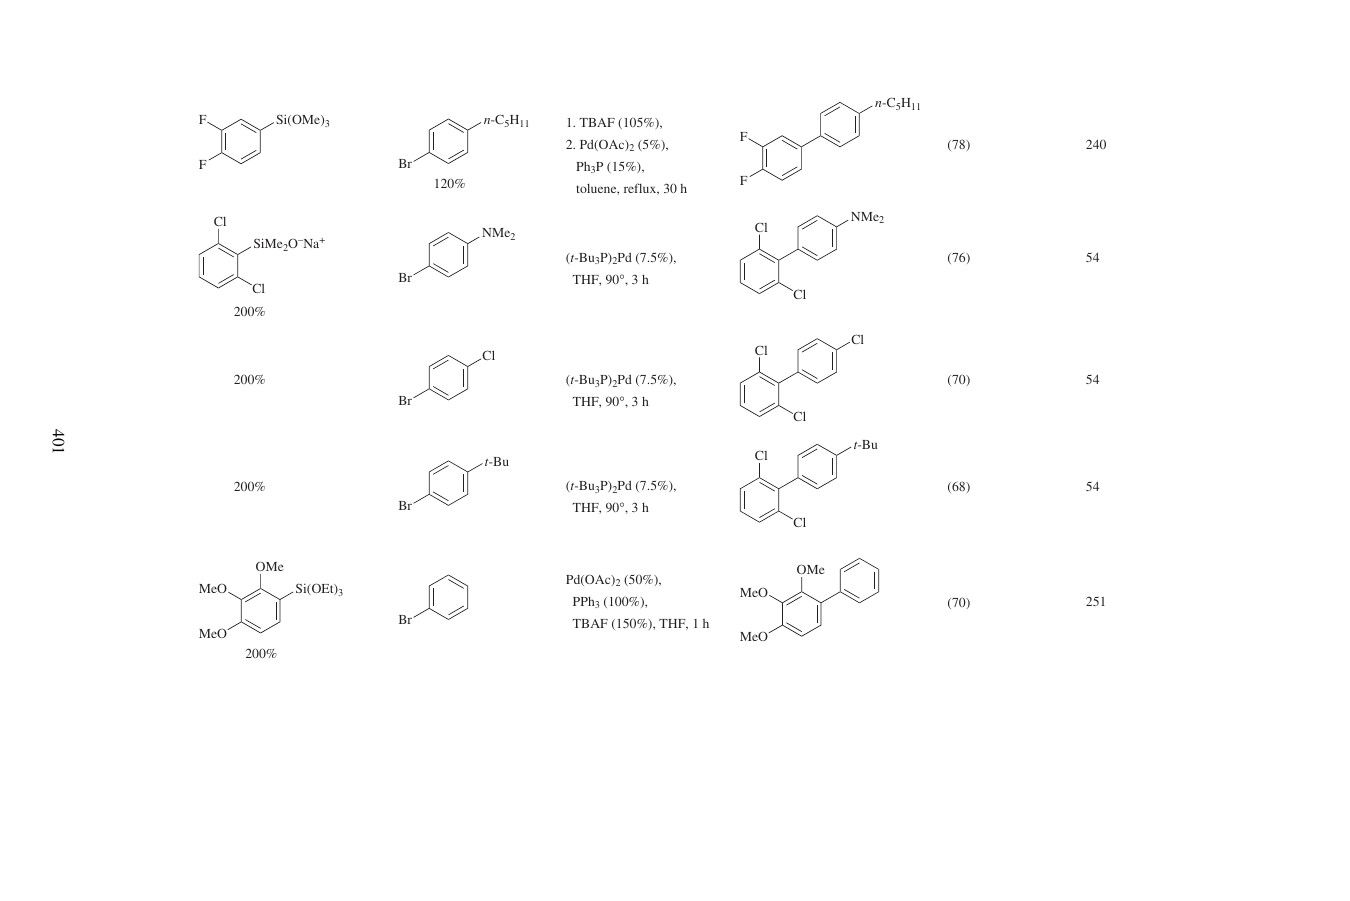 F
F
Si(OMe)3
Br
n-C5H11
120%
1. TBAF (105%),
2. Pd(OAc)2 (5%),
Ph3P (15%),
toluene, reflux, 30 h
F
F
n-C5H11
(78)
240
Cl
SiMe2O–Na+
Cl
200%
Br
NMe2
(t-Bu3P)2Pd (7.5%),
THF, 90°, 3 h
Cl
Cl
NMe2
(76)
54
200%
Br
Cl
(t-Bu3P)2Pd (7.5%),
THF, 90°, 3 h
Cl
Cl
Cl
(70)
54
401
200%
Br
t-Bu
(t-Bu3P)2Pd (7.5%),
THF, 90°, 3 h
Cl
Cl
t-Bu
(68)
54
OMe
MeO
MeO
Si(OEt)3
200%
Br
Pd(OAc)2 (50%),
PPh3 (100%),
TBAF (150%), THF, 1 h
OMe
MeO
MeO
(70)
251